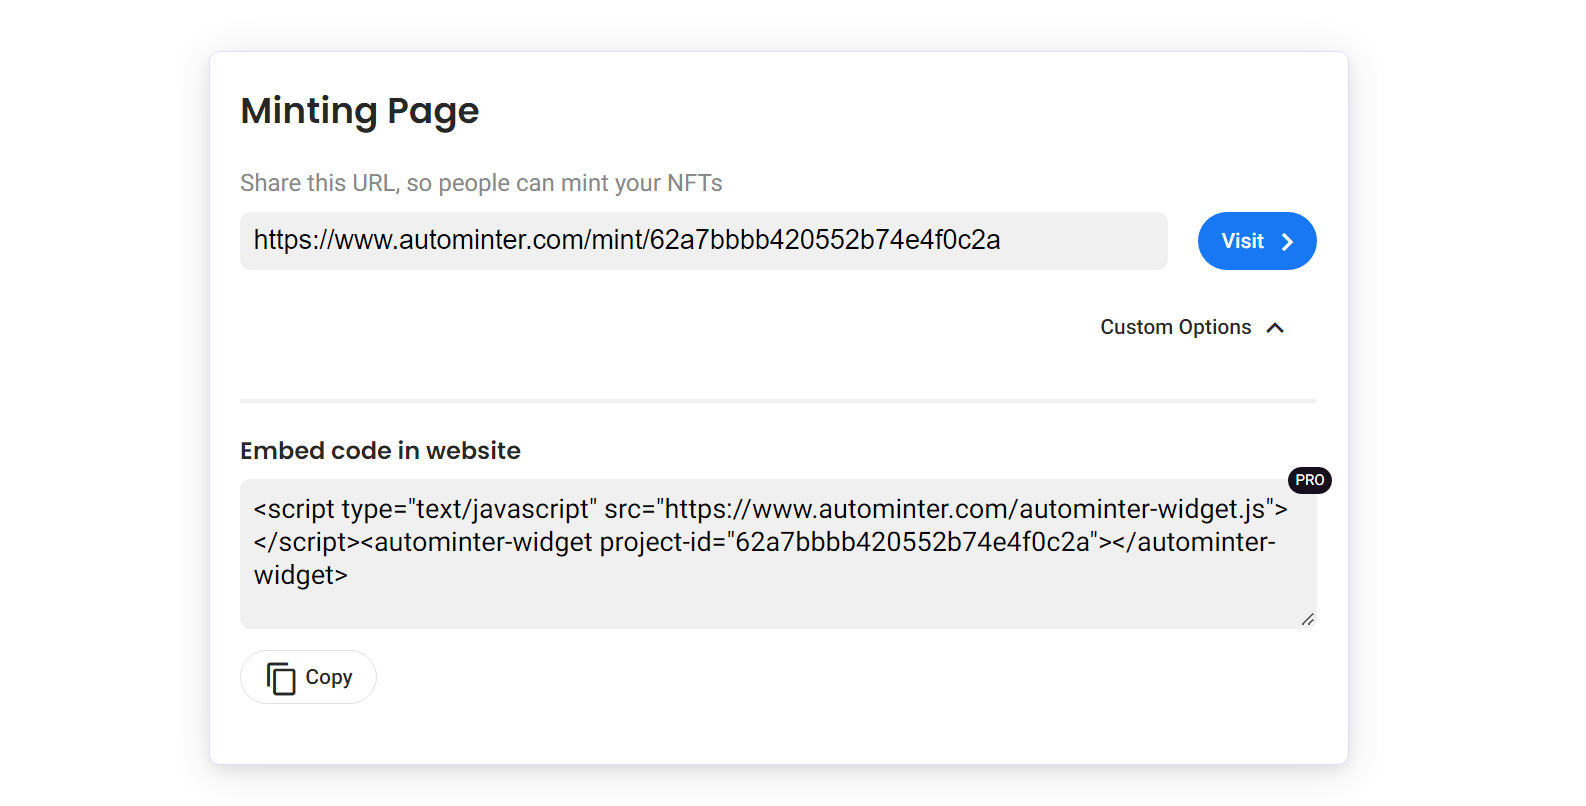 Minting Page
Share this URL, so people can mint your NFTs
https://www.autominter.com/mint/62a7bbbb420552b74e4f0c2a
Visit
Custom Options
Embed code in website
PRO
<script type="text/javascript" src="https://www.autominter.com/autominter-widget.js">
</script><autominter-widget project-id="62a7bbbb420552b74e4f0c2a"></autominter-
widget>
Copy